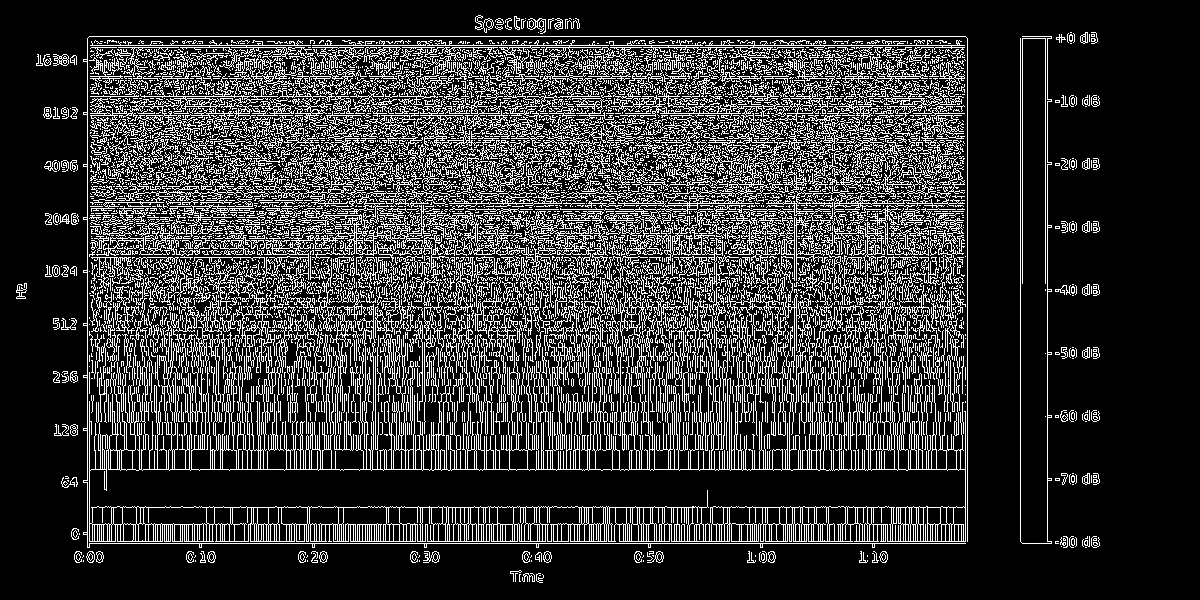 Spectrogram
16384
8192
4096
2048
1024
512
256
128
64
0
Hz
0:00 0:10 0:20 0:30 0:40 0:50 1:00 1:10
Time
+0 dB
-10 dB
-20 dB
-30 dB
-40 dB
-50 dB
-60 dB
-70 dB
-80 dB